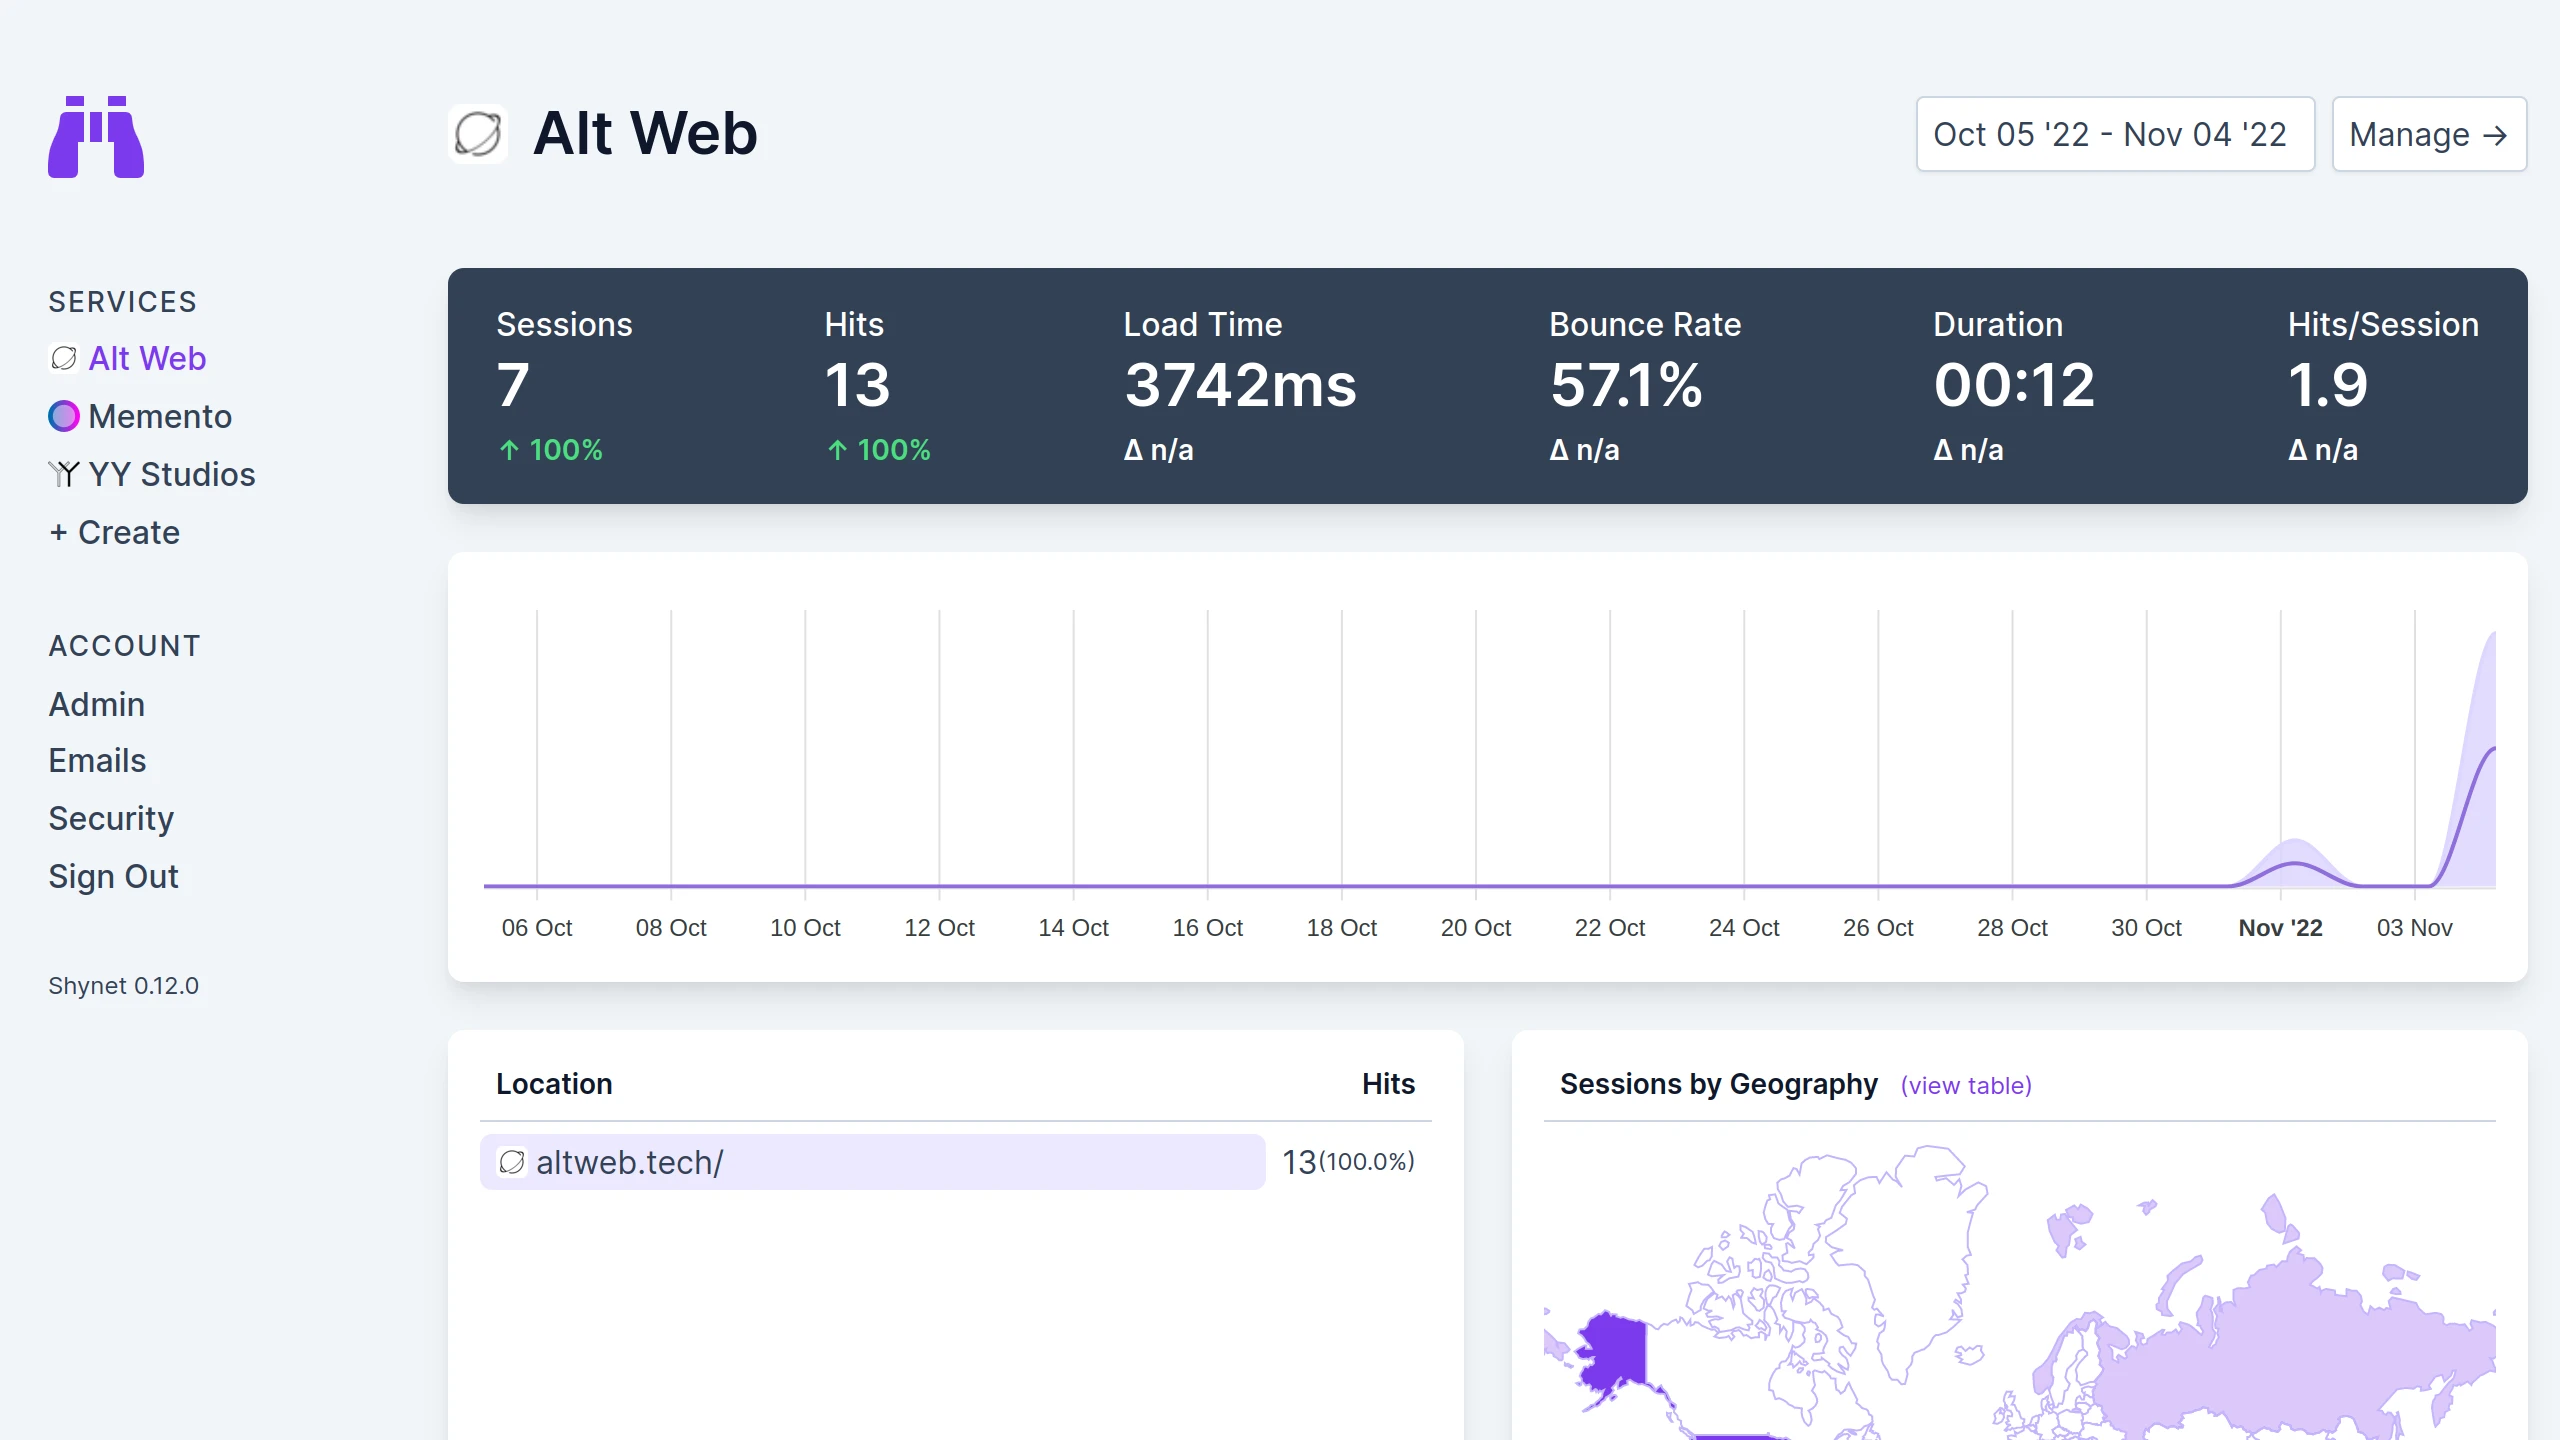 Alt Web
Oct 05 '22 - Nov 04 '22
Manage →
SERVICES
Alt Web
Memento
YY Studios
+ Create
ACCOUNT
Admin
Emails
Security
Sign Out
Shynet 0.12.0
Sessions Hits Load Time Bounce Rate Duration Hits/Session
7 13 3742ms 57.1% 00:12 1.9
↑ 100% ↑ 100% Δ n/a Δ n/a Δ n/a Δ n/a
06 Oct 08 Oct 10 Oct 12 Oct 14 Oct 16 Oct 18 Oct 20 Oct 22 Oct 24 Oct 26 Oct 28 Oct 30 Oct Nov '22 03 Nov
Location Hits
altweb.tech/ 13(100.0%)
Sessions by Geography (view table)